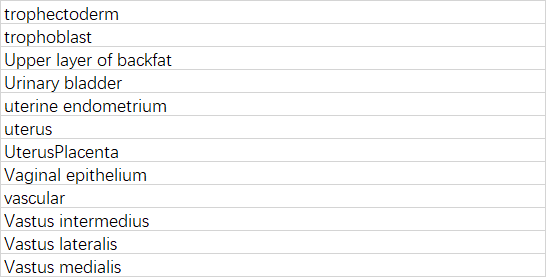 trophectoderm
trophoblast
Upper layer of backfat
Urinary bladder
uterine endometrium
uterus
UterusPlacenta
Vaginal epithelium
vascular
Vastus intermedius
Vastus lateralis
Vastus medialis